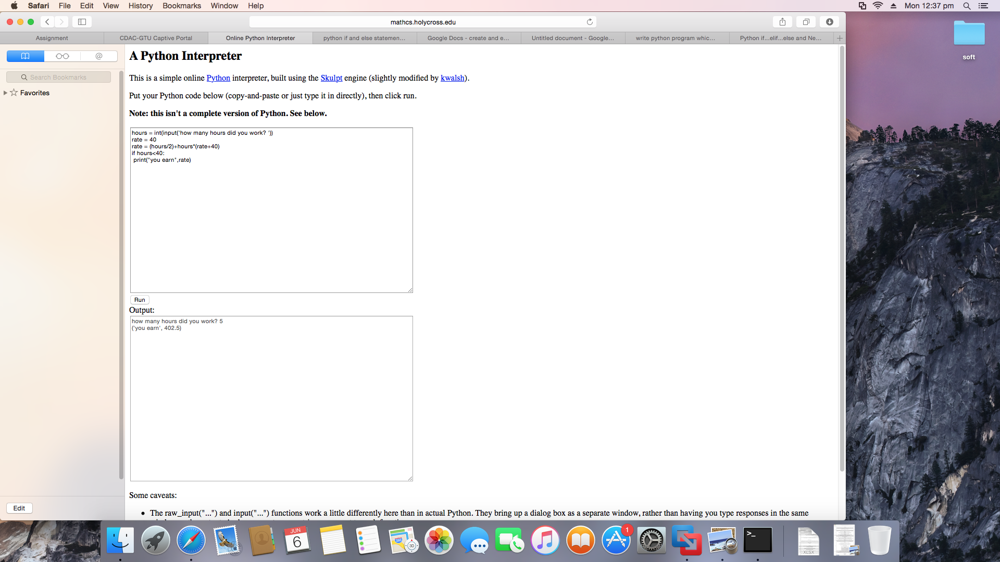 Safari File Edit View History Bookmarks Window Help
Mon 12:37 pm
mathcs.holycross.edu
Assignment
CDAC-GTU Captive Portal
Online Python Interpreter
python if and else statemen...
Google Docs - create and e...
Untitled document - Google...
write python program whic...
Python if...elif...else and Ne...
soft
@
Search Bookmarks
Favorites
A Python Interpreter
This is a simple online Python interpreter, built using the Skulpt engine (slightly modified by kwalsh).
Put your Python code below (copy-and-paste or just type it in directly), then click run.
Note: this isn't a complete version of Python. See below.
hours = int(input('how many hours did you work? '))
rate = 40
rate = (hours/2)+hours*(rate+40)
if hours<40:
 print("you earn",rate)
Run
Output:
how many hours did you work? 5
('you earn', 402.5)
Some caveats:
• The raw_input("...") and input("...") functions work a little differently here than in actual Python. They bring up a dialog box as a separate window, rather than having you type responses in the same
Edit
JUN
6
280
3D
1
>_
XLSX